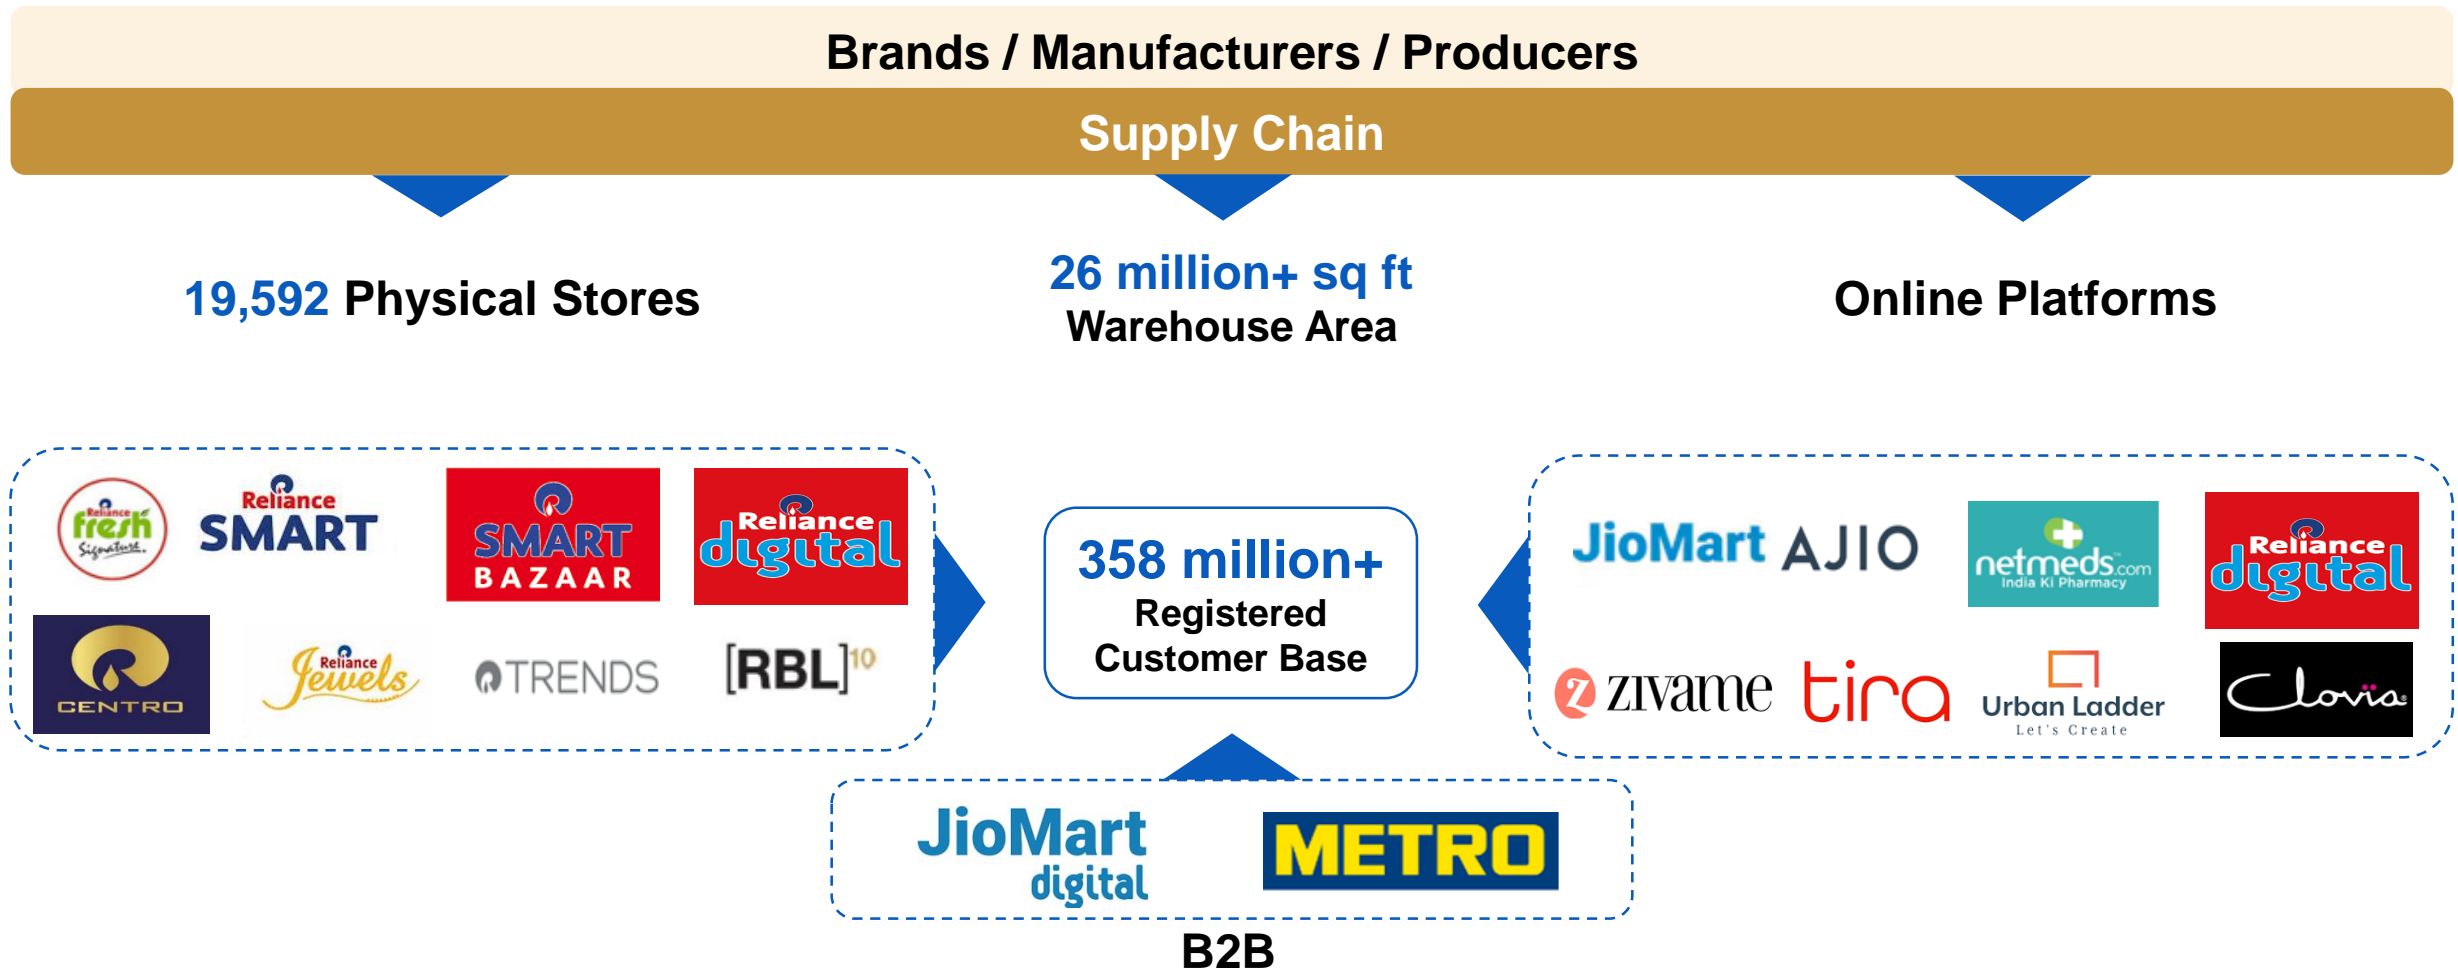 Brands / Manufacturers / Producers
Supply Chain
19,592 Physical Stores
26 million+ sq ft
Warehouse Area
Online Platforms
Reliance
fresh
Signature
Reliance
SMART
SMART
BAZAAR
Reliance
digital
CENTRO
Reliance
Jewels
TRENDS
[RBL]10
358 million+
Registered
Customer Base
JioMart
AJIO
netmeds.com
India Ki Pharmacy
Reliance
digital
ZIVAME
tira
Urban Ladder
Let's Create
Clovia
JioMart
digital
METRO
B2B